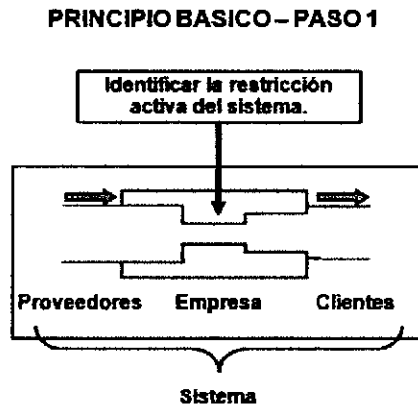 PRINCIPIO BASICO – PASO 1
Identificar la restricción
activa del sistema.
Proveedores Empresa Clientes
Sistema